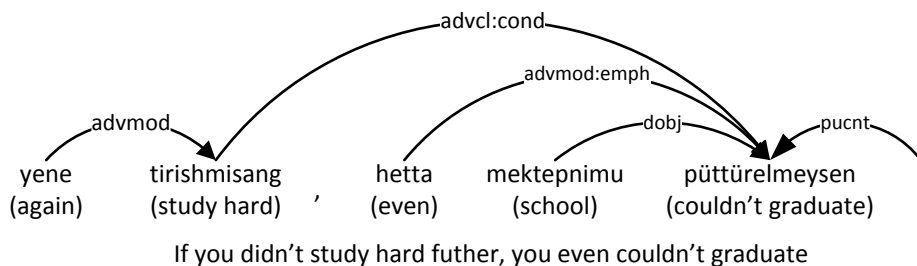 advcl:cond
advmod:emph
advmod
dobj
pucnt
yene tirishmisang , hetta mektepnimu püttürelmeysen
(again) (study hard) (even) (school) (couldn't graduate)
If you didn't study hard futher, you even couldn't graduate